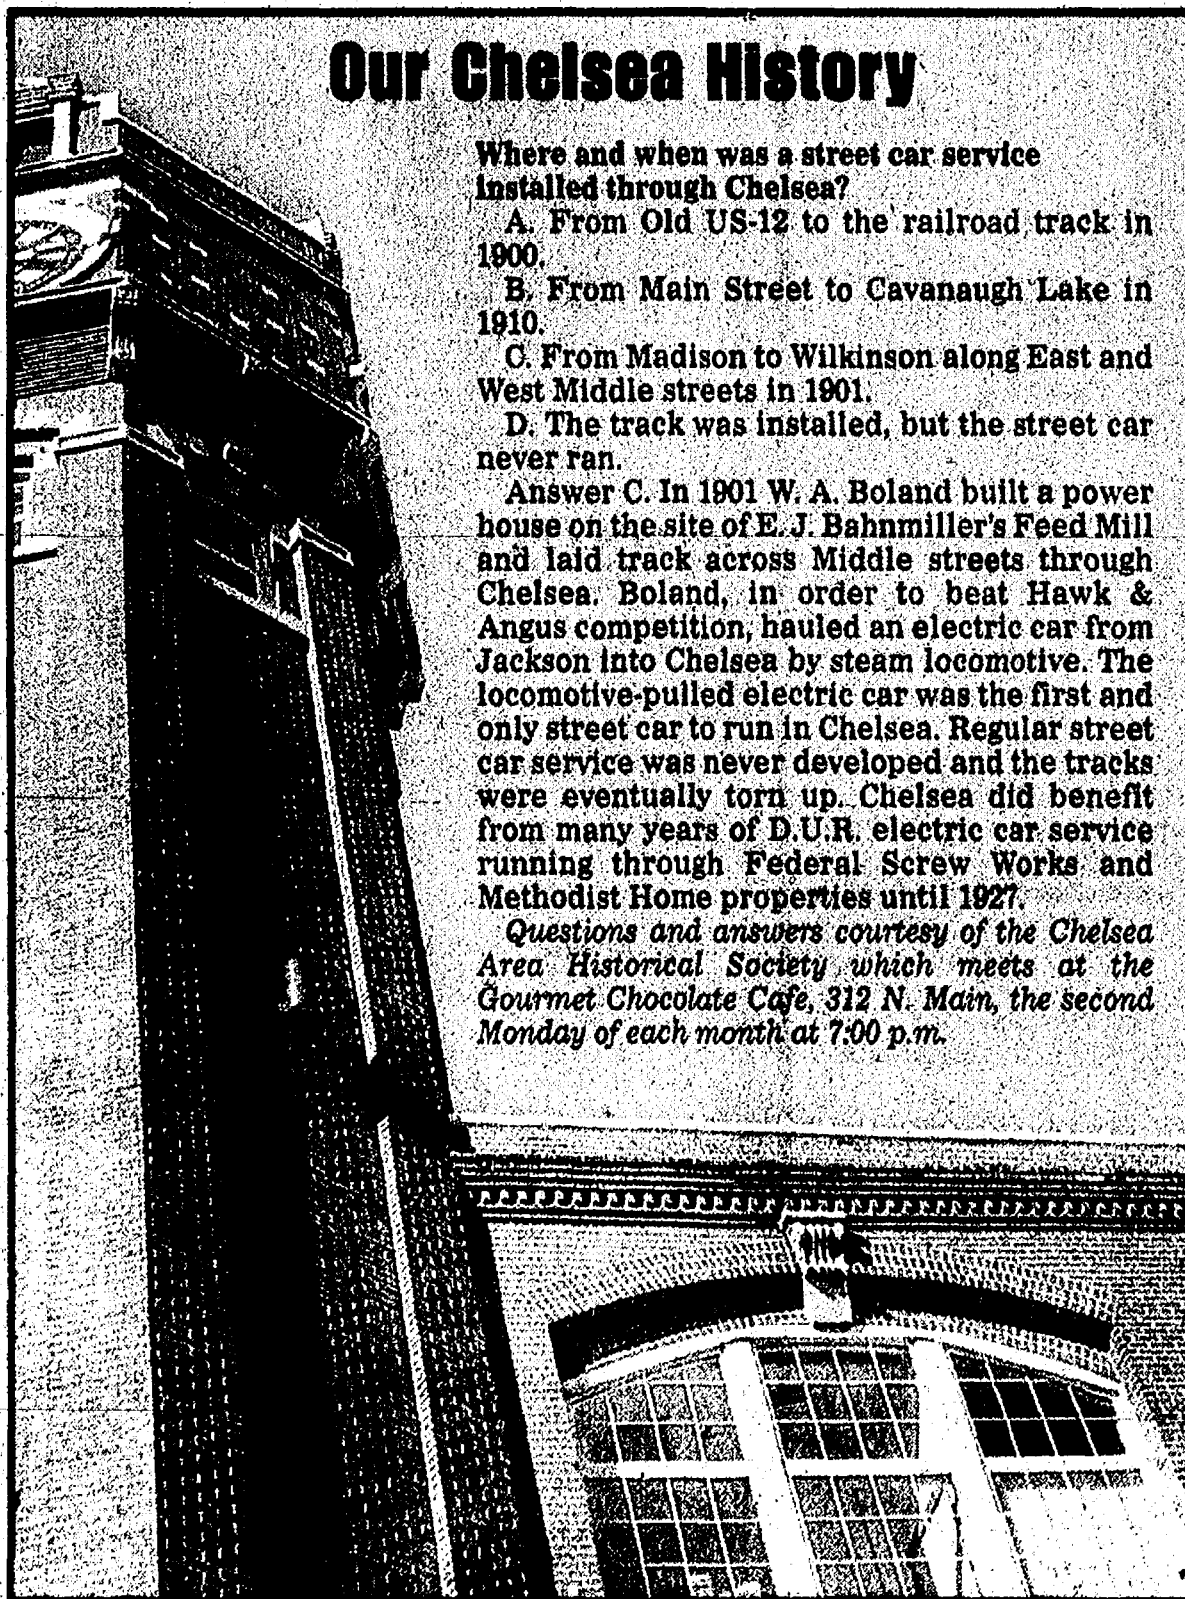 Our Chelsea History
Where and when was a street car service
installed through Chelsea?
A. From Old US-12 to the railroad track in
1900.
B. From Main Street to Cavanaugh Lake in
1910.
C. From Madison to Wilkinson along East and
West Middle streets in 1901.
D. The track was installed, but the street car
never ran.
Answer C. In 1901 W. A. Boland built a power
house on the site of E. J. Bahnmiller's Feed Mill
and laid track across Middle streets through
Chelsea. Boland, in order to beat Hawk &
Angus competition, hauled an electric car from
Jackson into Chelsea by steam locomotive. The
locomotive-pulled electric car was the first and
only street car to run in Chelsea. Regular street
car service was never developed and the tracks
were eventually torn up. Chelsea did benefit
from many years of D.U.R. electric car service
running through Federal Screw Works and
Methodist Home properties until 1927.
Questions and answers courtesy of the Chelsea
Area Historical Society which meets at the
Gourmet Chocolate Cafe, 312 N. Main, the second
Monday of each month at 7:00 p.m.